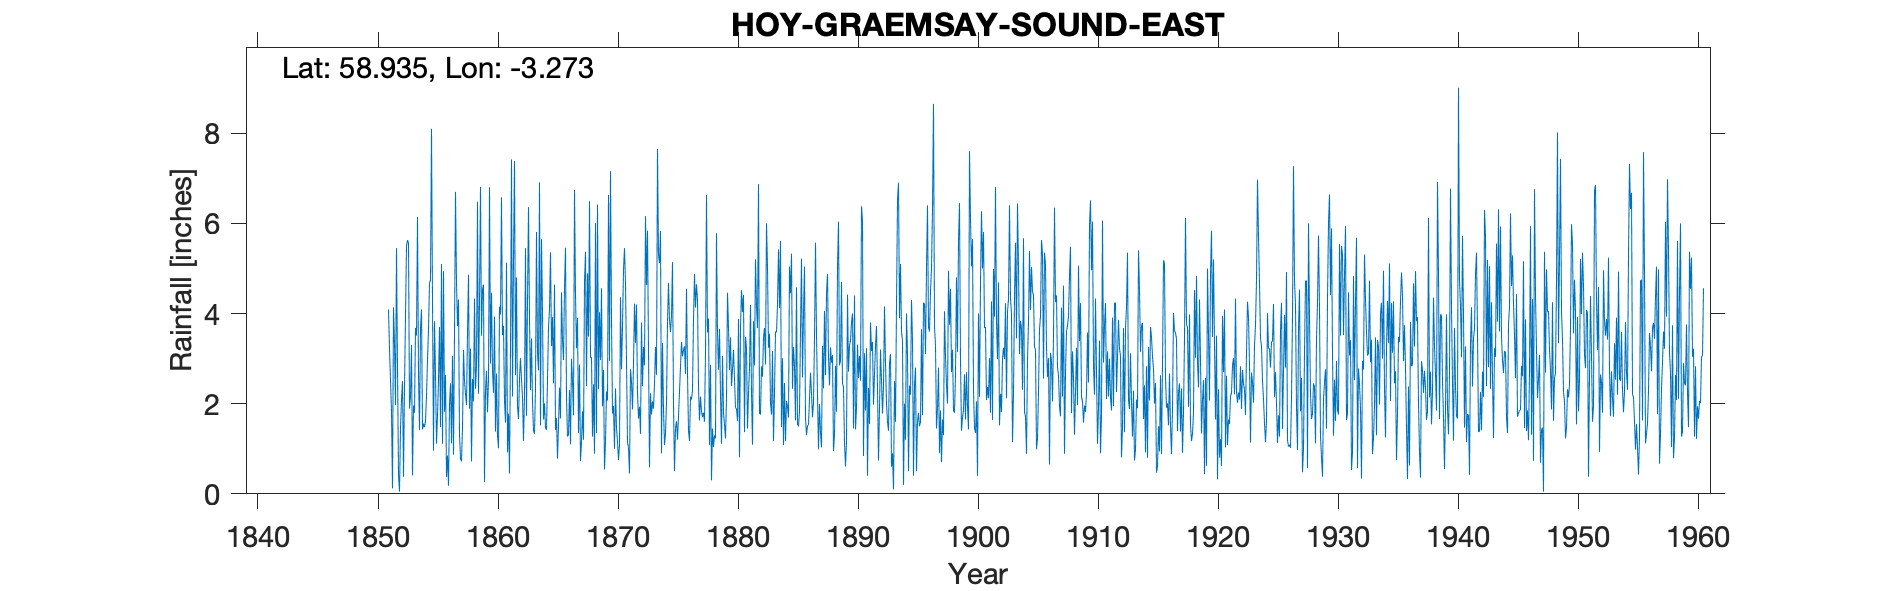 HOY-GRAEMSAY-SOUND-EAST
Lat: 58.935, Lon: -3.273
Rainfall [inches]
8
6
4
2
0
1840 1850 1860 1870 1880 1890 1900 1910 1920 1930 1940 1950 1960
Year